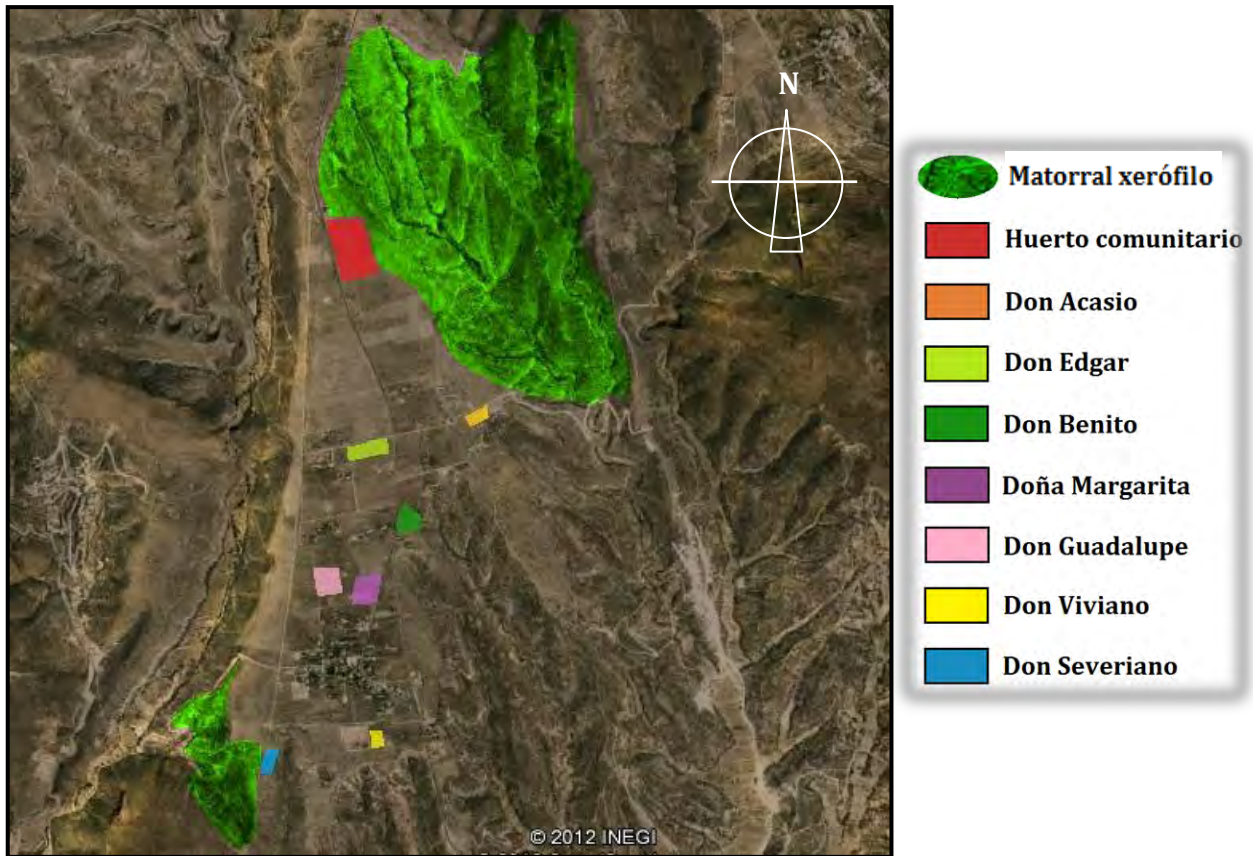 N
Matorral xerófilo
Huerto comunitario
Don Acasio
Don Edgar
Don Benito
Doña Margarita
Don Guadalupe
Don Viviano
Don Severiano
© 2012 INEGI